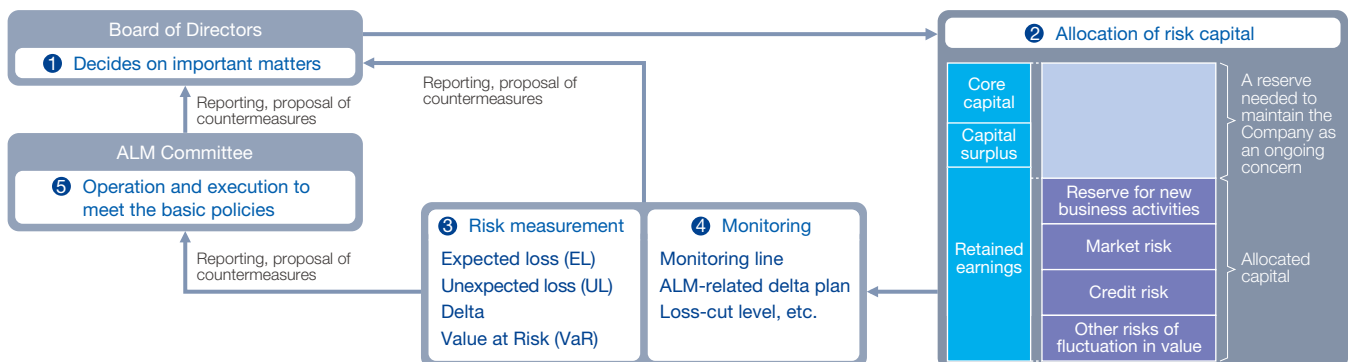 Board of Directors
❶ Decides on important matters
Reporting, proposal of
countermeasures
ALM Committee
❺ Operation and execution to
meet the basic policies
Reporting, proposal of
countermeasures
Reporting, proposal of
countermeasures
❸ Risk measurement
Expected loss (EL)
Unexpected loss (UL)
Delta
Value at Risk (VaR)
❹ Monitoring
Monitoring line
ALM-related delta plan
Loss-cut level, etc.
❷ Allocation of risk capital
Core
capital
Capital
surplus
Retained
earnings
Reserve for new
business activities
Market risk
Credit risk
Other risks of
fluctuation in value
A reserve
needed to
maintain the
Company as
an ongoing
concern
Allocated
capital